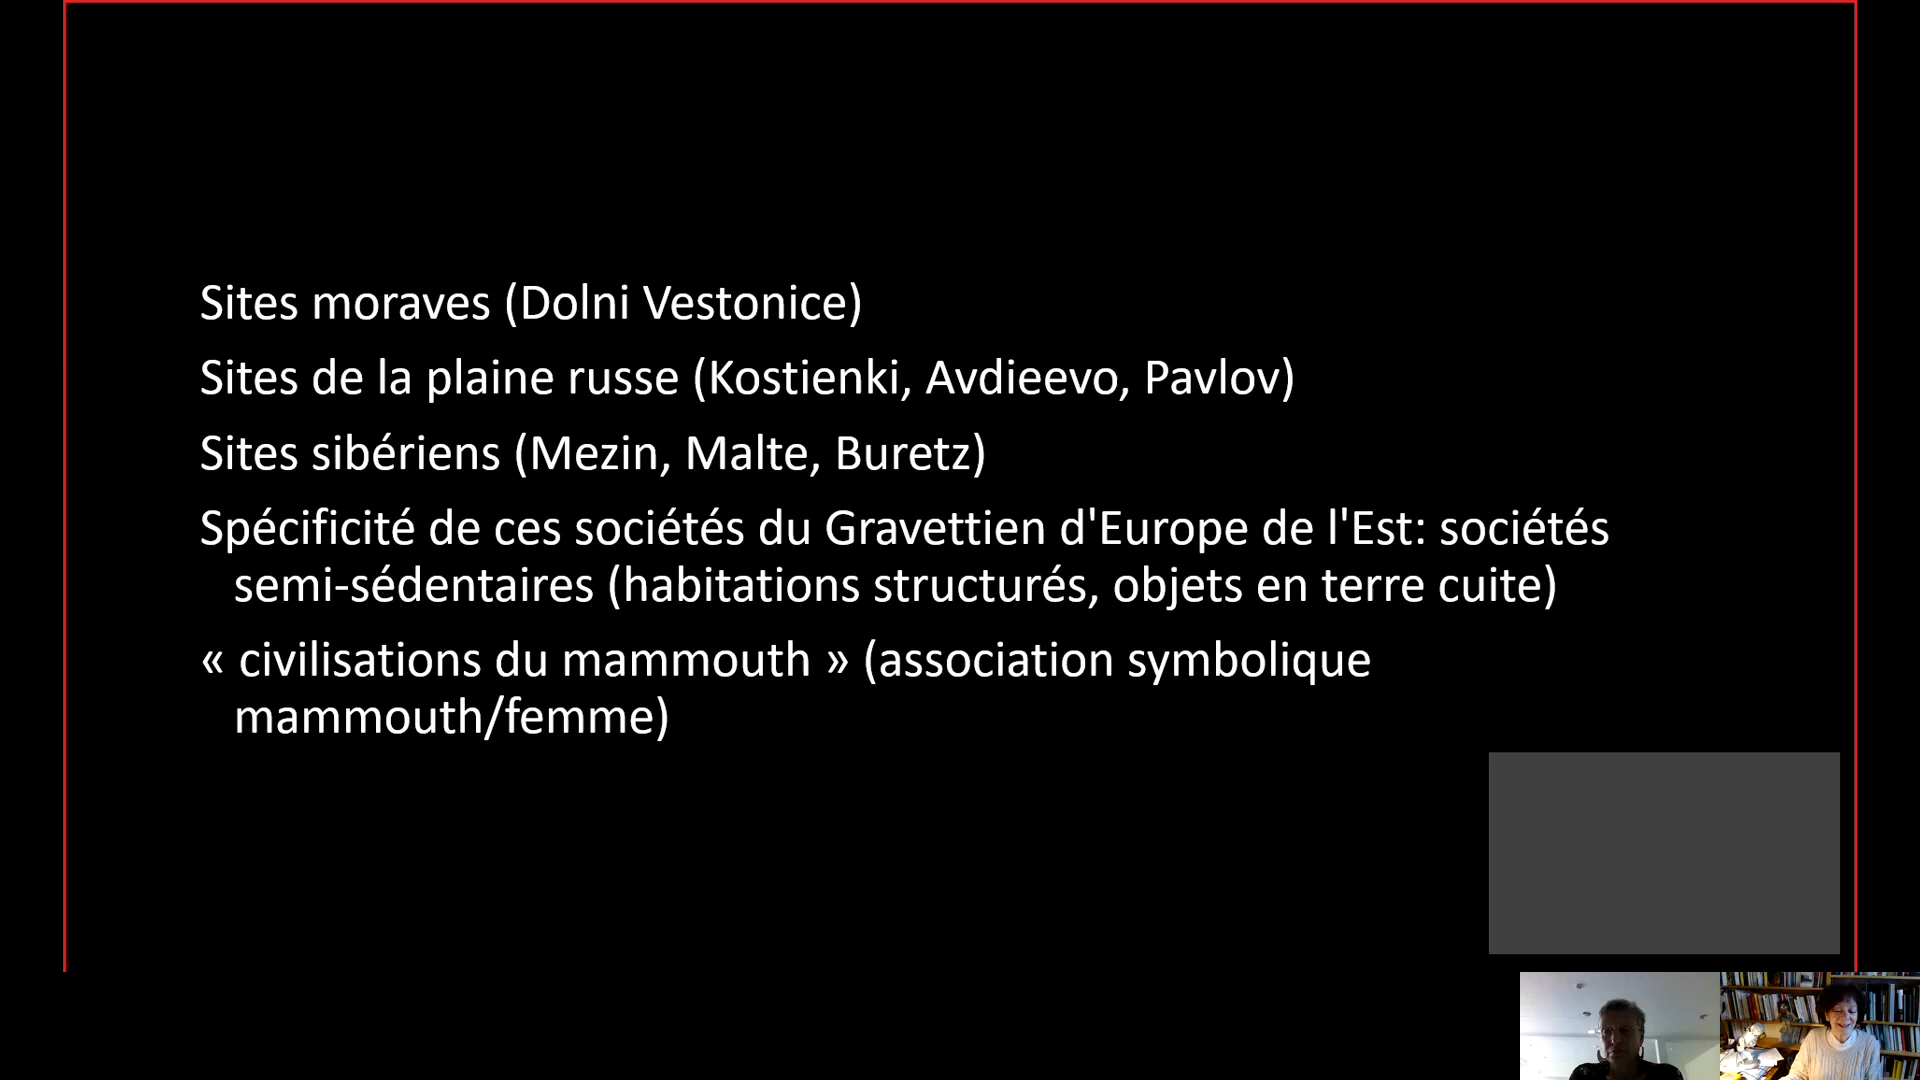 Sites moraves (Dolni Vestonice)
Sites de la plaine russe (Kostienki, Avdieevo, Pavlov)
Sites sibériens (Mezin, Malte, Buretz)
Spécificité de ces sociétés du Gravettien d'Europe de l'Est: sociétés
semi-sédentaires (habitations structurés, objets en terre cuite)
« civilisations du mammouth » (association symbolique
mammouth/femme)